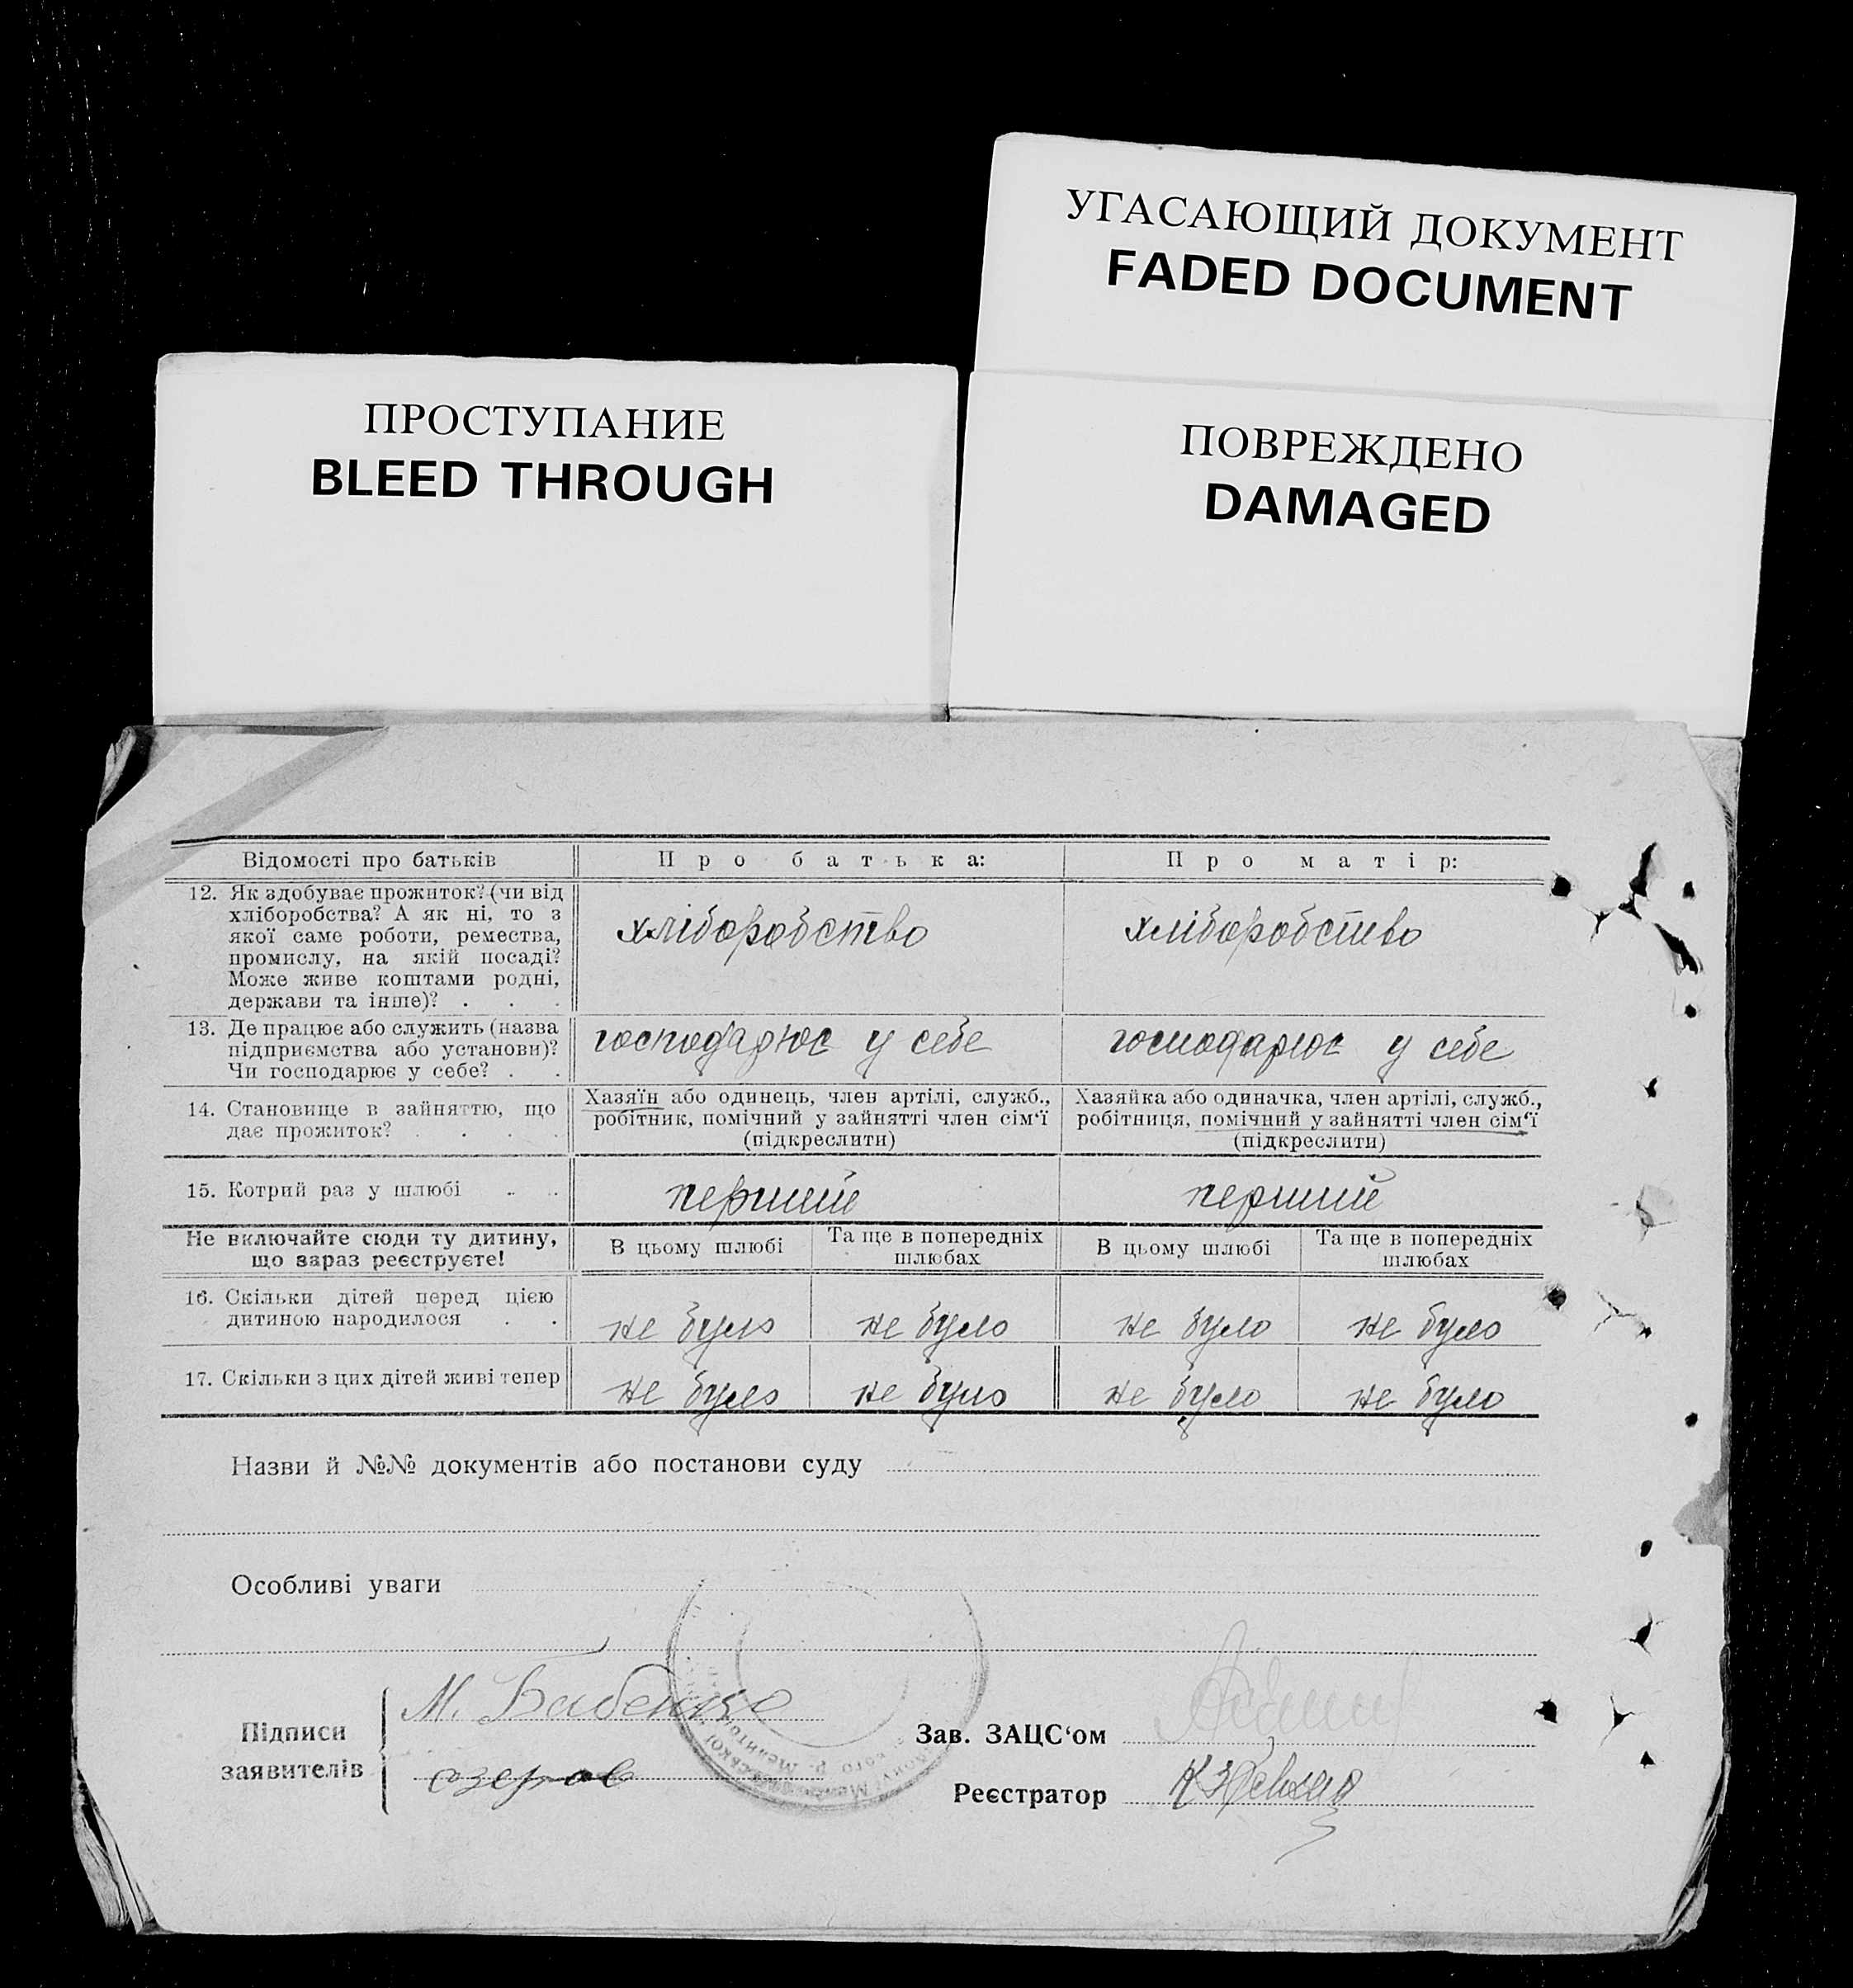 УГАСАЮЩИЙ ДОКУМЕНТ
FADED DOCUMENT
ПРОСТУПАНИЕ
BLEED THROUGH
ПОВРЕЖДЕНО
DAMAGED
Відомості про батьків
Про батька:
Про матір:
12. Як здобуває прожиток? (чи від
хліборобства? А як ні, то з
якої саме роботи, ремества,
промислу, на якій посаді?
Може живе коштами родні,
держави та інше)? . . .
хліборобство
хліборобство
13. Де працює або служить (назва
підприємства або установи)?
Чи господарює у себе? . .
господарює у себе
господарює у себе
14. Становище в зайняттю, що
дає прожиток? . . . .
Хазяїн або одинець, член артілі, служб.,
робітник, помічний у зайнятті член сім‘ї
(підкреслити)
Хазяйка або одиначка, член артілі, служб.,
робітниця, помічний у зайнятті член сім‘ї
(підкреслити)
15. Котрий раз у шлюбі .. ..
перший
перший
Не включайте сюди ту дитину,
що зараз реєструєте!
В цьому шлюбі
Та ще в попередніх
шлюбах
В цьому шлюбі
Та ще в попередніх
шлюбах
16. Скільки дітей перед цією
дитиною народилося . .
не було
не було
не було
не було
17. Скільки з цих дітей живі тепер
не було
не було
не було
не було
Назви й №№ документів або постанови суду
Особливі уваги
Підписи
заявителів
М. Бабенко
озеров
Зав. ЗАЦС‘ом
Реєстратор